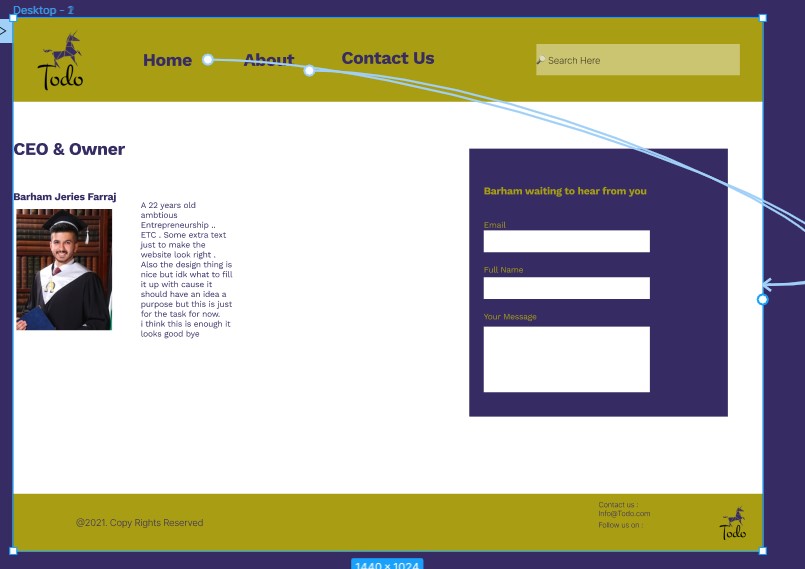 Desktop - 2
Todo
Home
About
Contact Us
Search Here
CEO & Owner
Barham Jeries Farraj
A 22 years old
ambtious
Entrepreneurship ..
ETC . Some extra text
just to make the
website look right .
Also the design thing is
nice but idk what to fill
it up with cause it
should have an idea a
purpose but this is just
for the task for now.
i think this is enough it
looks good bye
Barham waiting to hear from you
Email
Full Name
Your Message
@2021. Copy Rights Reserved
Contact us :
Info@Todo.com
Follow us on :
Todo
1440 × 1024